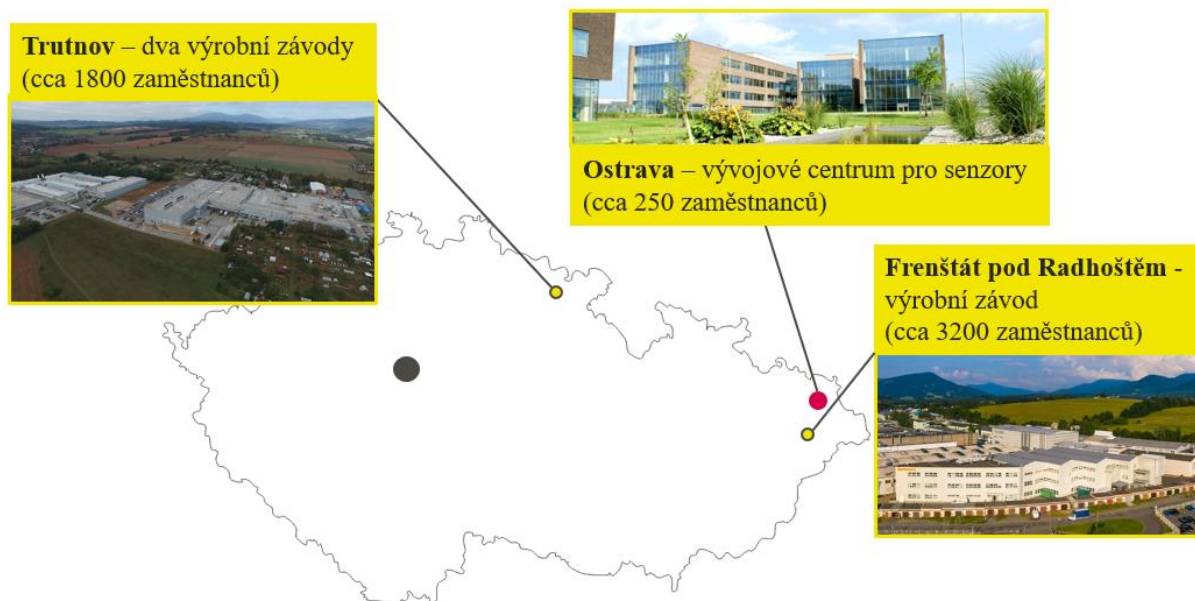 Trutnov – dva výrobní závody
(cca 1800 zaměstnanců)
Ostrava – vývojové centrum pro senzory
(cca 250 zaměstnanců)
Frenštát pod Radhoštěm -
výrobní závod
(cca 3200 zaměstnanců)